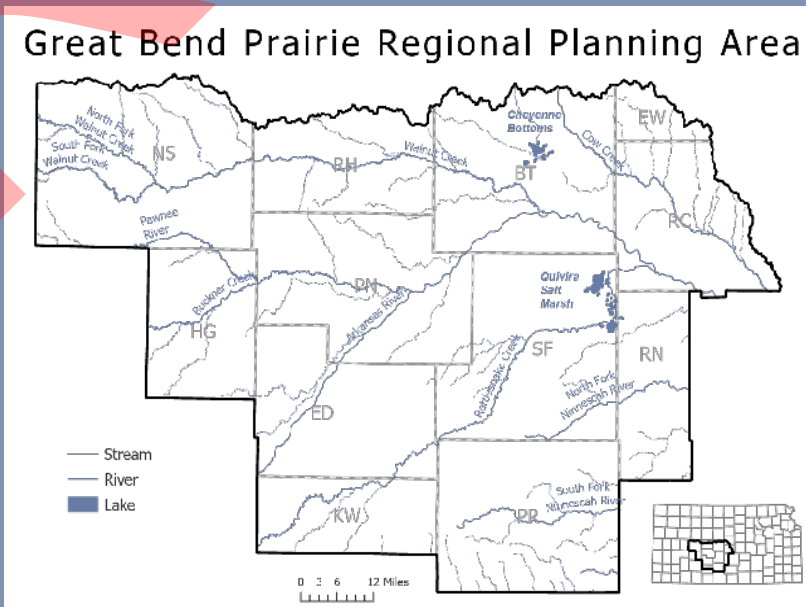 Great Bend Prairie Regional Planning Area
North Fork
Walnut Creek
South Fork
Walnut Creek
NS
Cheyenne
Bottoms
EW
Cow Creek
Walnut Creek
RH
BT
RC
Pawnee
River
Quivira
Salt
Marsh
PN
Buckner Creek
Arkansas River
HG
Rattlesnake Creek
SF
RN
North Fork
Ninnescah River
ED
Stream
River
Lake
South Fork
Ninnescah River
KW
PR
0 3 6 12 Miles